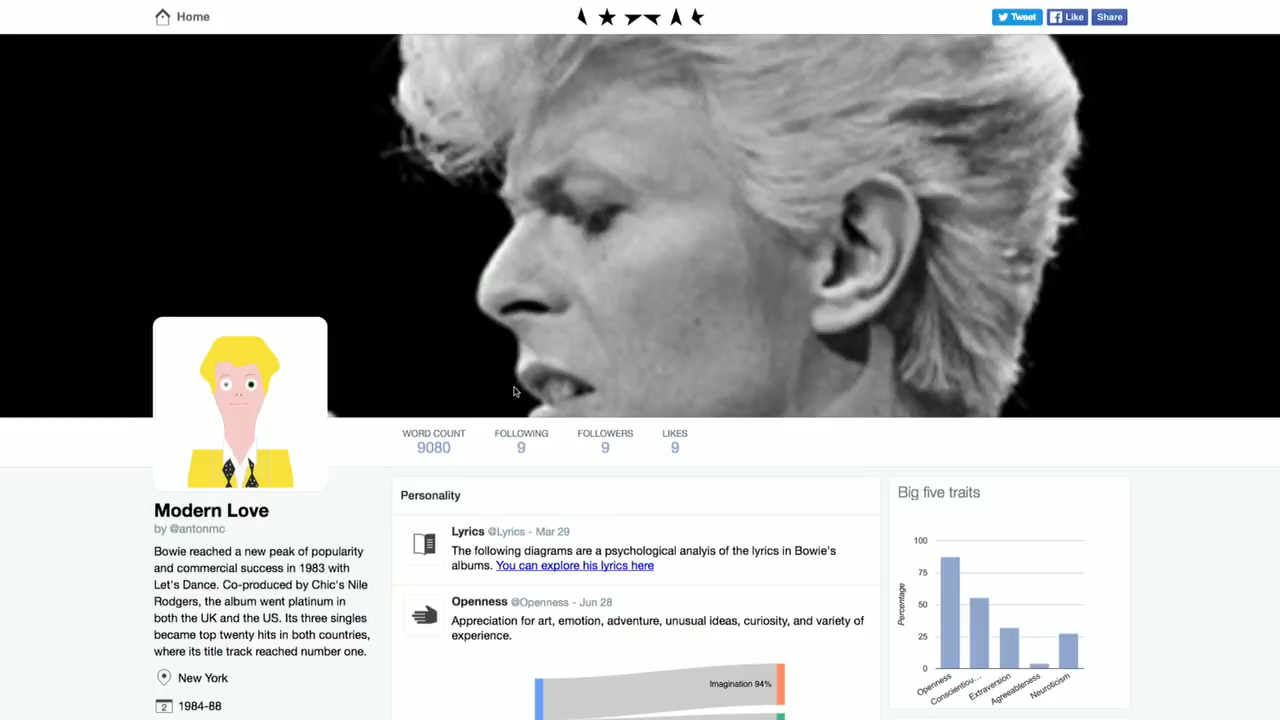 Home
Tweet
Like
Share
WORD COUNT
9080
FOLLOWING
9
FOLLOWERS
9
LIKES
9
Modern Love
by @antonmc
Bowie reached a new peak of popularity
and commercial success in 1983 with
Let's Dance. Co-produced by Chic's Nile
Rodgers, the album went platinum in
both the UK and the US. Its three singles
became top twenty hits in both countries,
where its title track reached number one.
New York
2
1984-88
Personality
Lyrics @Lyrics - Mar 29
The following diagrams are a psychological analyis of the lyrics in Bowie's
albums. You can explore his lyrics here
Openness @Openness - Jun 28
Appreciation for art, emotion, adventure, unusual ideas, curiosity, and variety of
experience.
Imagination 94%
Big five traits
100
75
50
25
0
Percentage
Openness
Conscientiou...
Extraversion
Agreeableness
Neuroticism